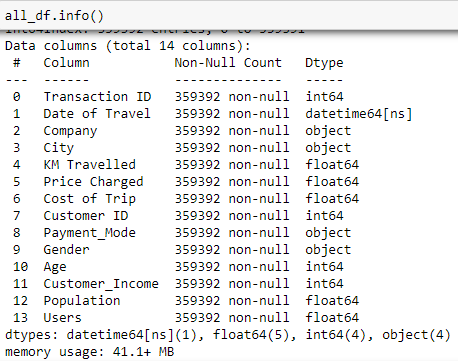 all_df.info()
Data columns (total 14 columns):
 #   Column           Non-Null Count   Dtype
---  ------           --------------   -----
 0   Transaction ID   359392 non-null  int64
 1   Date of Travel   359392 non-null  datetime64[ns]
 2   Company          359392 non-null  object
 3   City             359392 non-null  object
 4   KM Travelled     359392 non-null  float64
 5   Price Charged    359392 non-null  float64
 6   Cost of Trip     359392 non-null  float64
 7   Customer ID      359392 non-null  int64
 8   Payment_Mode     359392 non-null  object
 9   Gender           359392 non-null  object
 10  Age              359392 non-null  int64
 11  Customer_Income  359392 non-null  int64
 12  Population       359392 non-null  float64
 13  Users            359392 non-null  float64
dtypes: datetime64[ns](1), float64(5), int64(4), object(4)
memory usage: 41.1+ MB